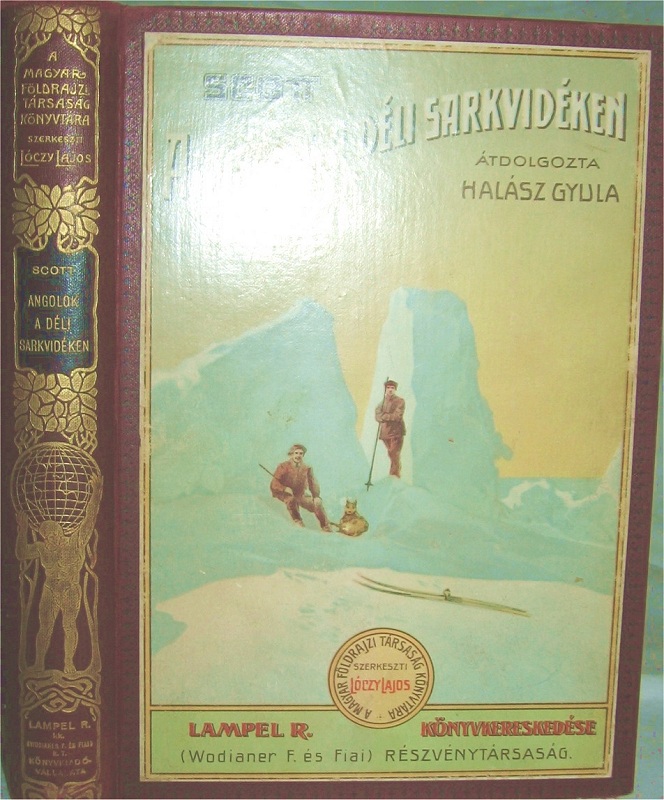 A
MAGYAR
FÖLDRAJZI
TÁRSASÁG
KÖNYVTÁRA
SZERKESZTI
LÓCZY LAJOS
SCOTT
ANGOLOK
A DÉLI
SARKVIDÉKEN
LAMPEL R.
KÖNYVKIADÓ-
VÁLLALATA
SCOTT
A DÉLI SARKVIDÉKEN
ÁTDOLGOZTA
HALÁSZ GYULA
A MAGYAR FÖLDRAJZI TÁRSASÁG KÖNYVTÁRA
SZERKESZTI
LÓCZY LAJOS
LAMPEL R. KÖNYVKERESKEDÉSE
(Wodianer F. és Fiai) RÉSZVÉNYTÁRSASÁG.